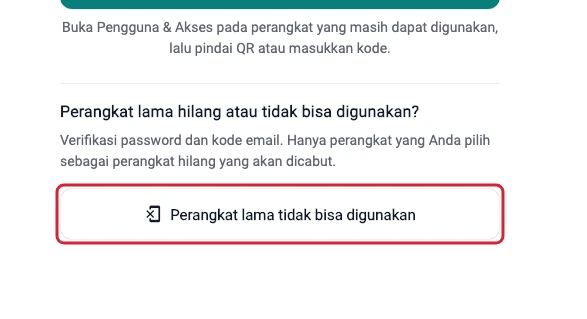 Buka Pengguna & Akses pada perangkat yang masih dapat digunakan,
lalu pindai QR atau masukkan kode.
Perangkat lama hilang atau tidak bisa digunakan?
Verifikasi password dan kode email. Hanya perangkat yang Anda pilih
sebagai perangkat hilang yang akan dicabut.
Perangkat lama tidak bisa digunakan